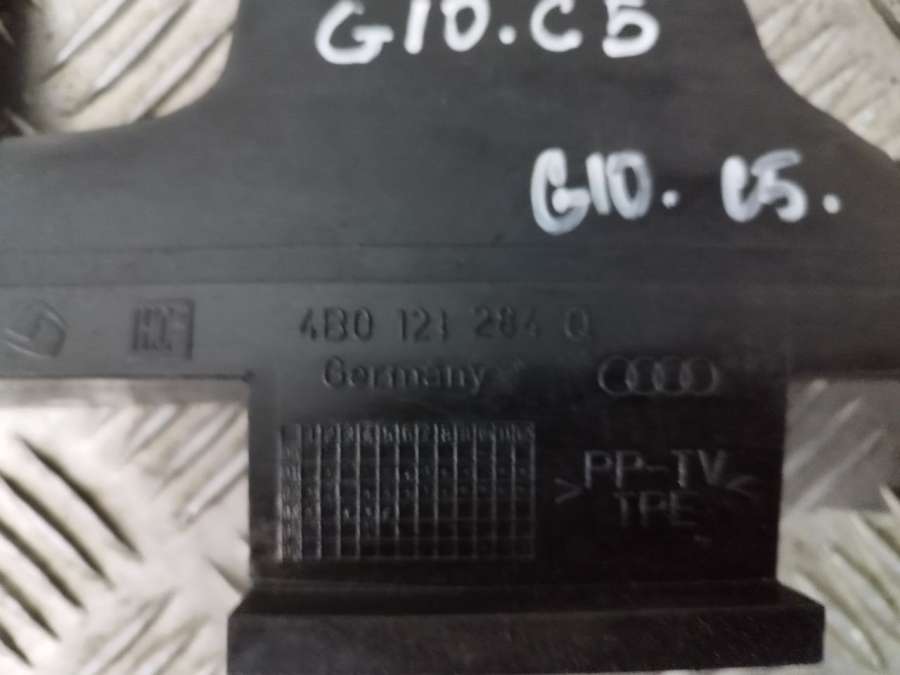 G10.C5
G10. C5.
4B0 121 284 Q
Germany
>PP-TV<
TPE